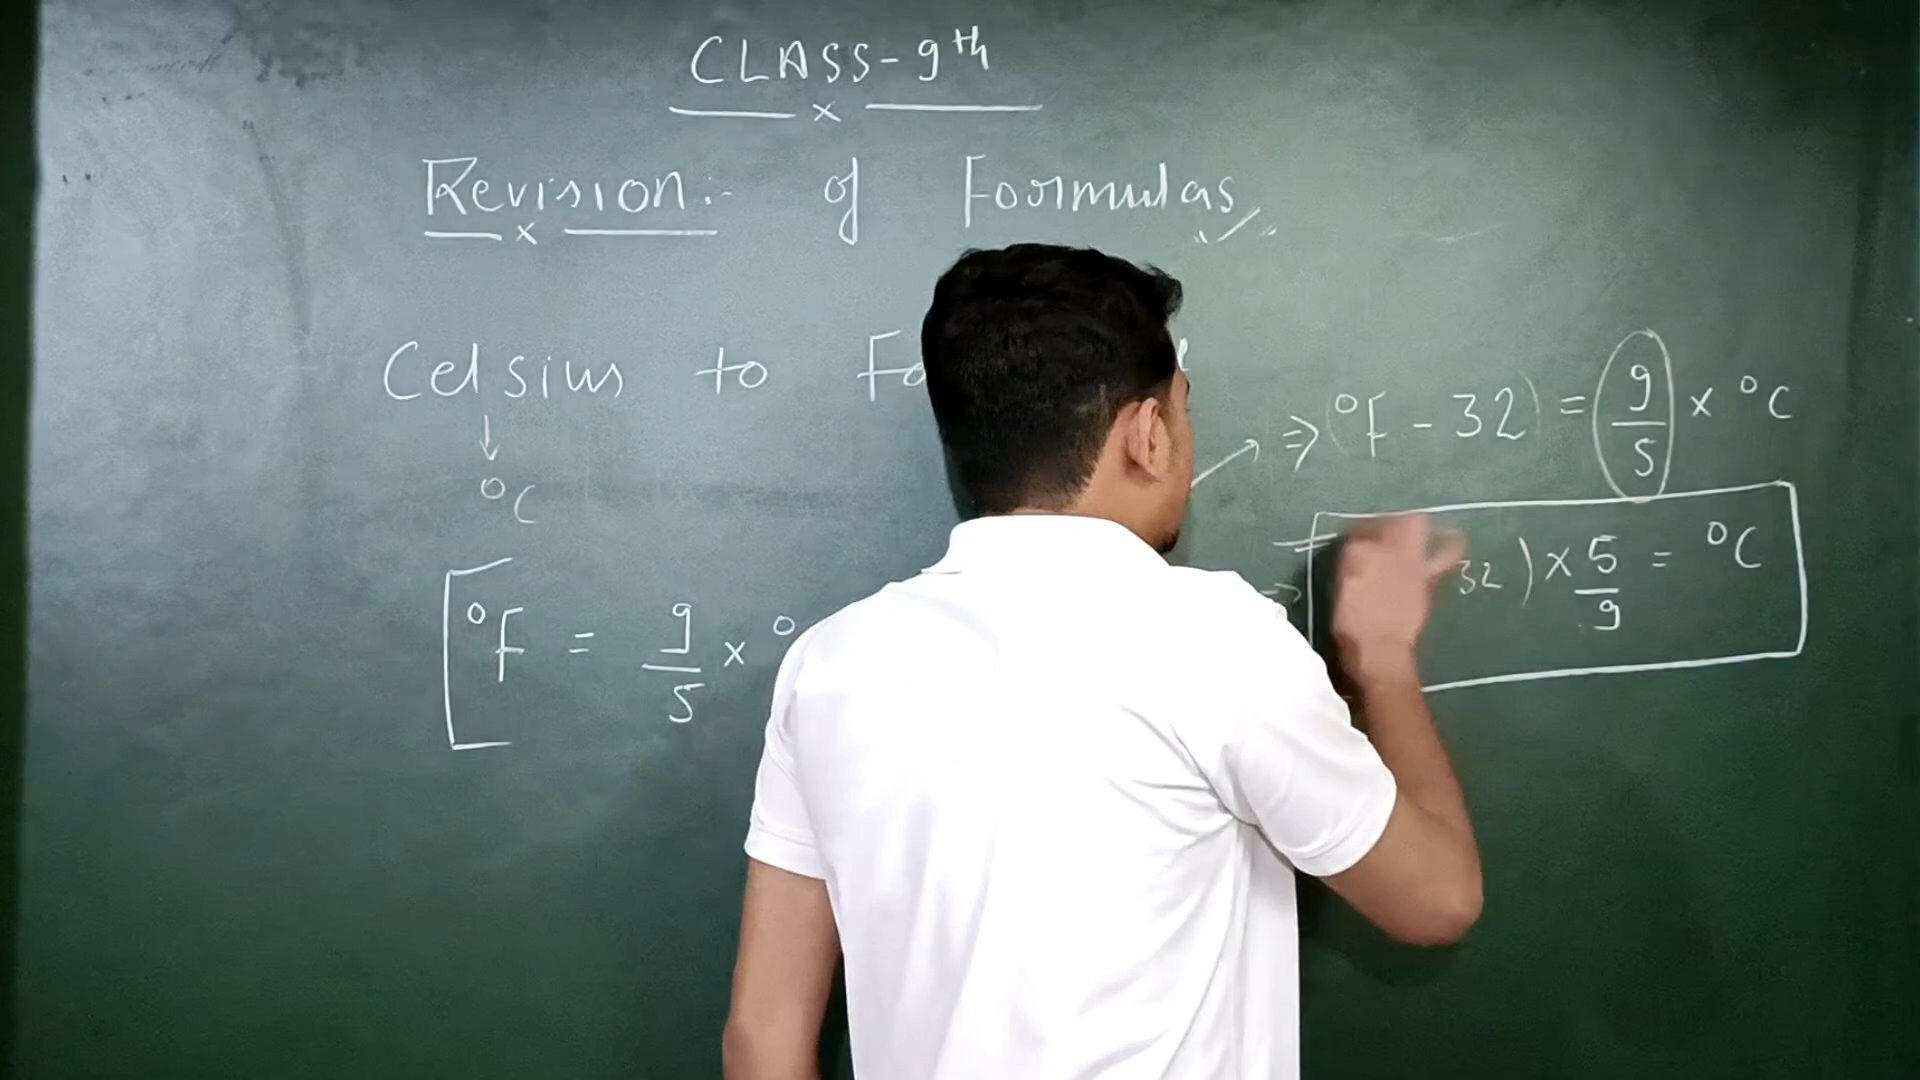 CLASS-9th
Revision:- of Formulas
Celsius to
°C
°F = 9/5 ×
⇒ (°F - 32) = 9/5 × °C
32) × 5/9 = °C